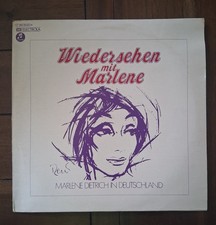 Wiedersehen
mit
Marlene
MARLENE DIETRICH IN DEUTSCHLAND